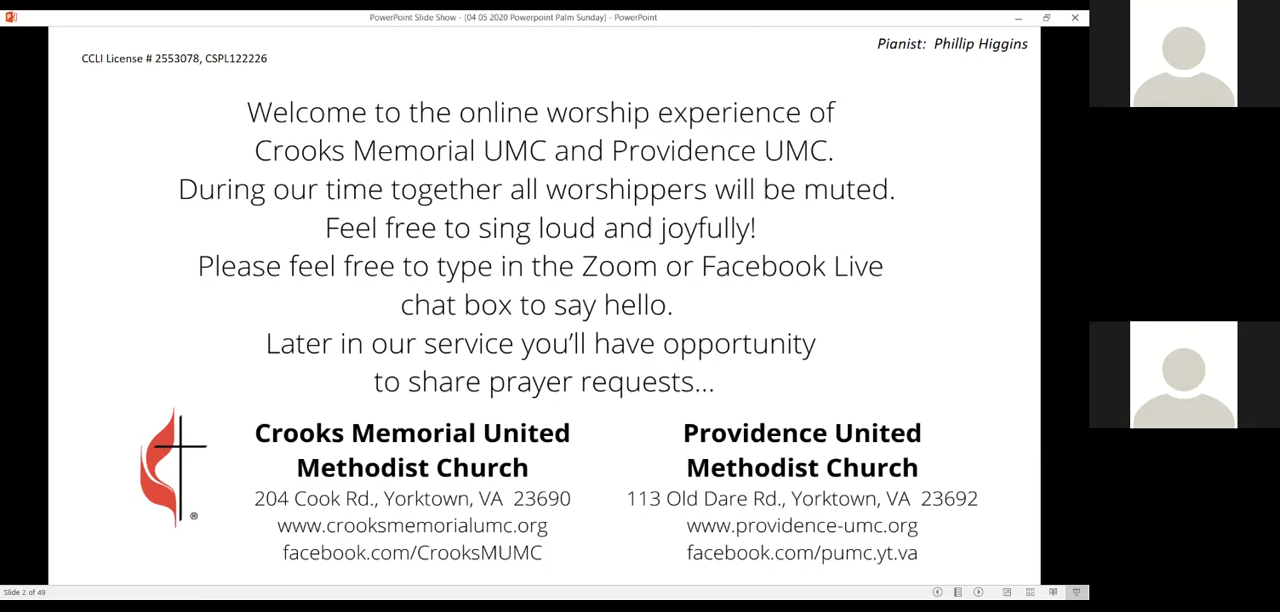 PowerPoint Slide Show - [04 05 2020 Powerpoint Palm Sunday] - PowerPoint
Pianist: Phillip Higgins
CCLI License # 2553078, CSPL122226
Welcome to the online worship experience of
Crooks Memorial UMC and Providence UMC.
During our time together all worshippers will be muted.
Feel free to sing loud and joyfully!
Please feel free to type in the Zoom or Facebook Live
chat box to say hello.
Later in our service you’ll have opportunity
to share prayer requests...
Crooks Memorial United
Methodist Church
204 Cook Rd., Yorktown, VA 23690
www.crooksmemorialumc.org
facebook.com/CrooksMUMC
Providence United
Methodist Church
113 Old Dare Rd., Yorktown, VA 23692
www.providence-umc.org
facebook.com/pumc.yt.va
®
Slide 2 of 49